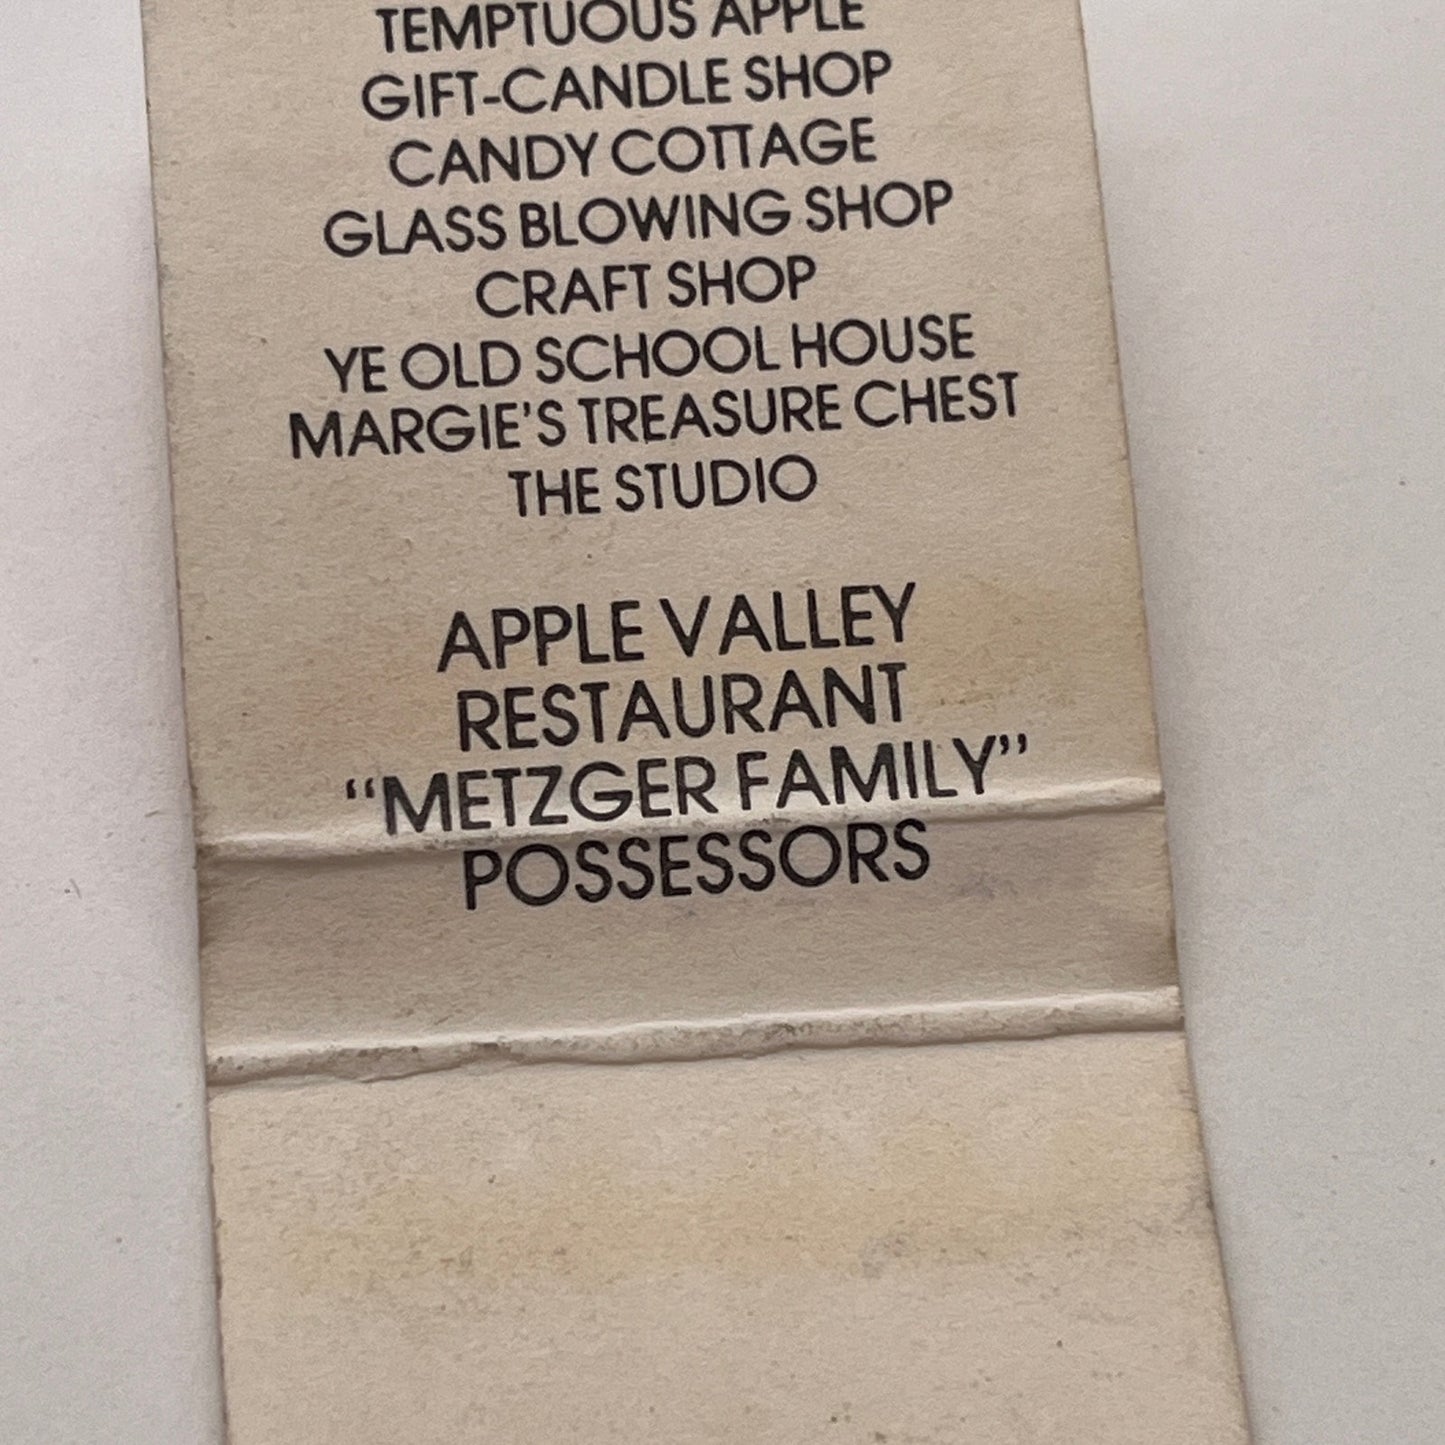 TEMPTUOUS APPLE
GIFT-CANDLE SHOP
CANDY COTTAGE
GLASS BLOWING SHOP
CRAFT SHOP
YE OLD SCHOOL HOUSE
MARGIE'S TREASURE CHEST
THE STUDIO
APPLE VALLEY
RESTAURANT
"METZGER FAMILY"
POSSESSORS